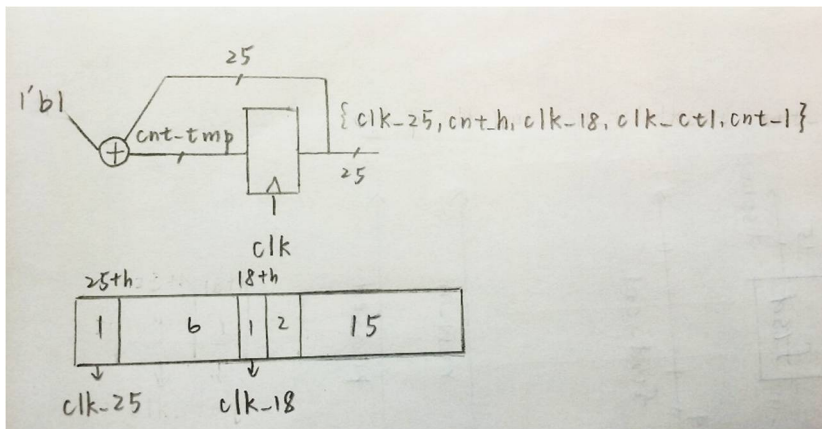 25
1'b1
{clk-25, cnt-h, clk-18, clk-ctl, cnt-l}
cnt-tmp
25
clk
25th 18th
1 6 1 2 15
clk-25 clk-18